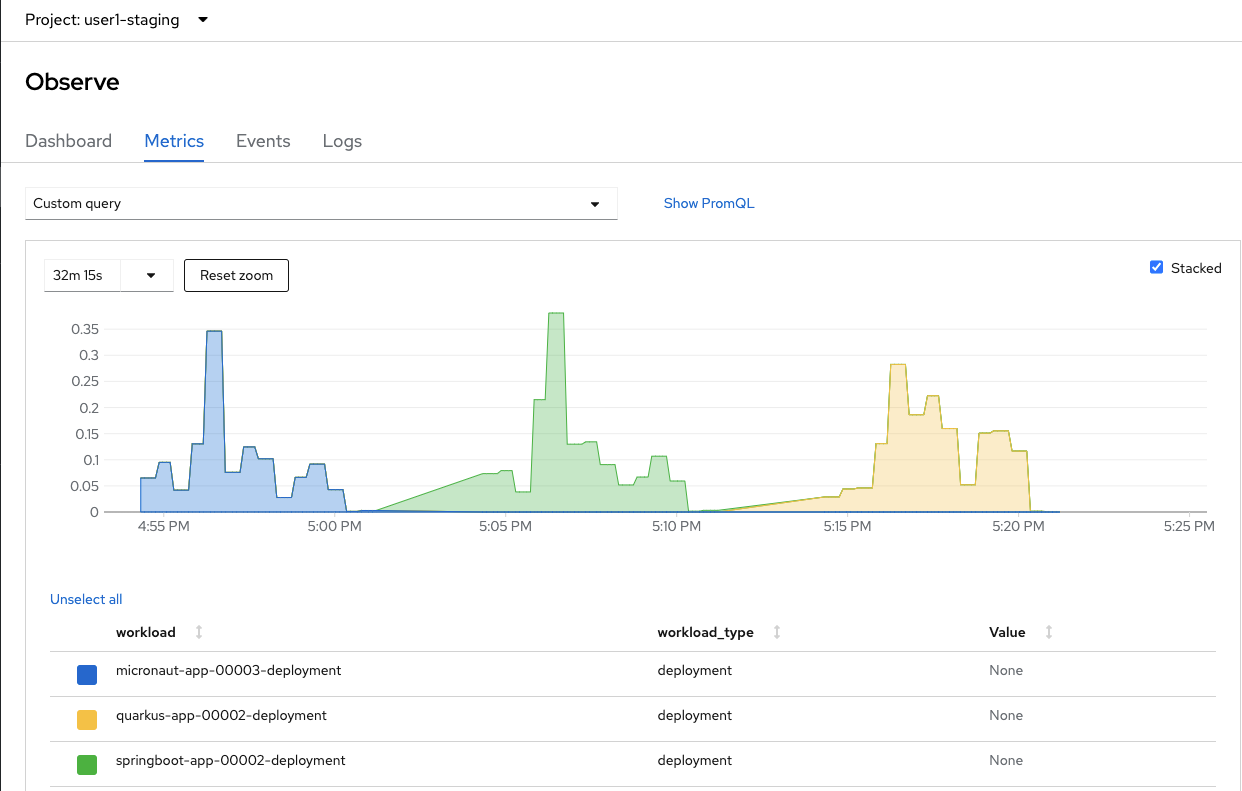 Project: user1-staging
Observe
Dashboard Metrics Events Logs
Custom query Show PromQL
32m 15s Reset zoom Stacked
0.35
0.3
0.25
0.2
0.15
0.1
0.05
0
4:55 PM 5:00 PM 5:05 PM 5:10 PM 5:15 PM 5:20 PM 5:25 PM
Unselect all
workload workload_type Value
micronaut-app-00003-deployment deployment None
quarkus-app-00002-deployment deployment None
springboot-app-00002-deployment deployment None